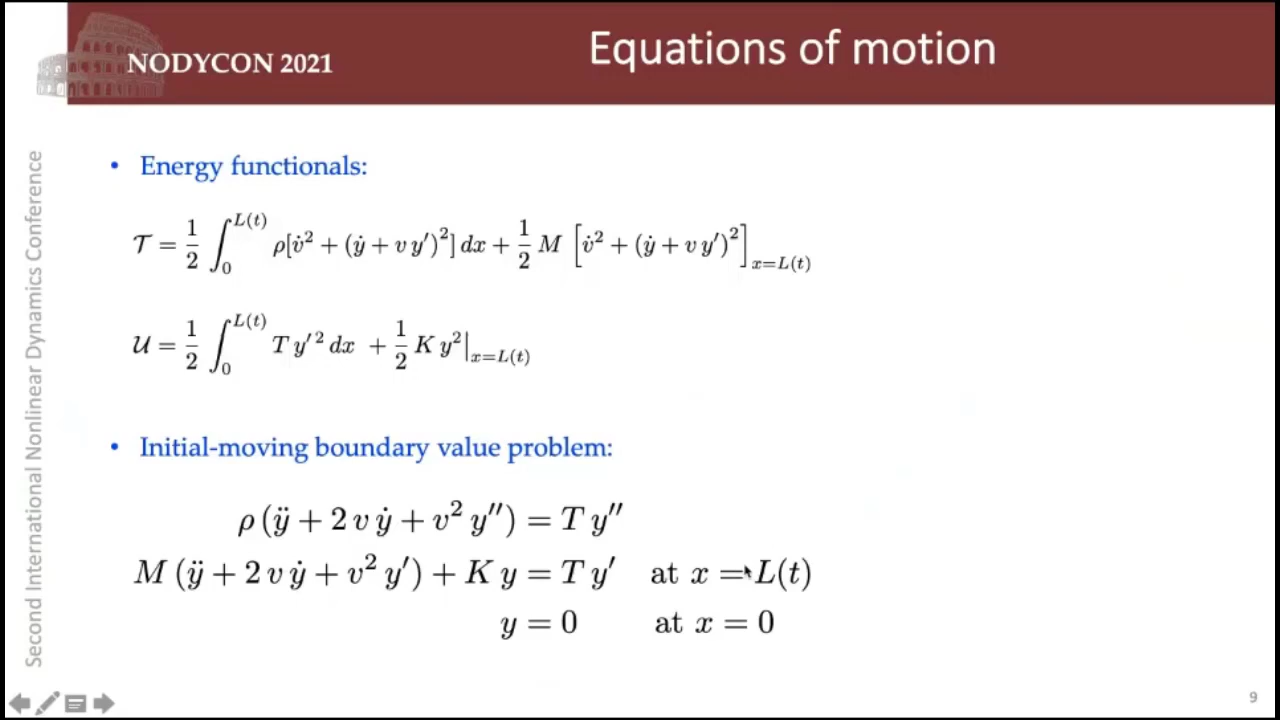 NODYCON 2021
Equations of motion
Second International Nonlinear Dynamics Conference
• Energy functionals:
𝒯 = 1/2 ∫₀^{L(t)} ρ[v̇² + (ẏ + v y′)²] dx + 1/2 M [v̇² + (ẏ + v y′)²]_{x=L(t)}
𝒰 = 1/2 ∫₀^{L(t)} T y′² dx + 1/2 K y²|_{x=L(t)}
• Initial-moving boundary value problem:
ρ (ÿ + 2 v ẏ + v² y″) = T y″
M (ÿ + 2 v ẏ + v² y′) + K y = T y′ at x = L(t)
y = 0 at x = 0
9